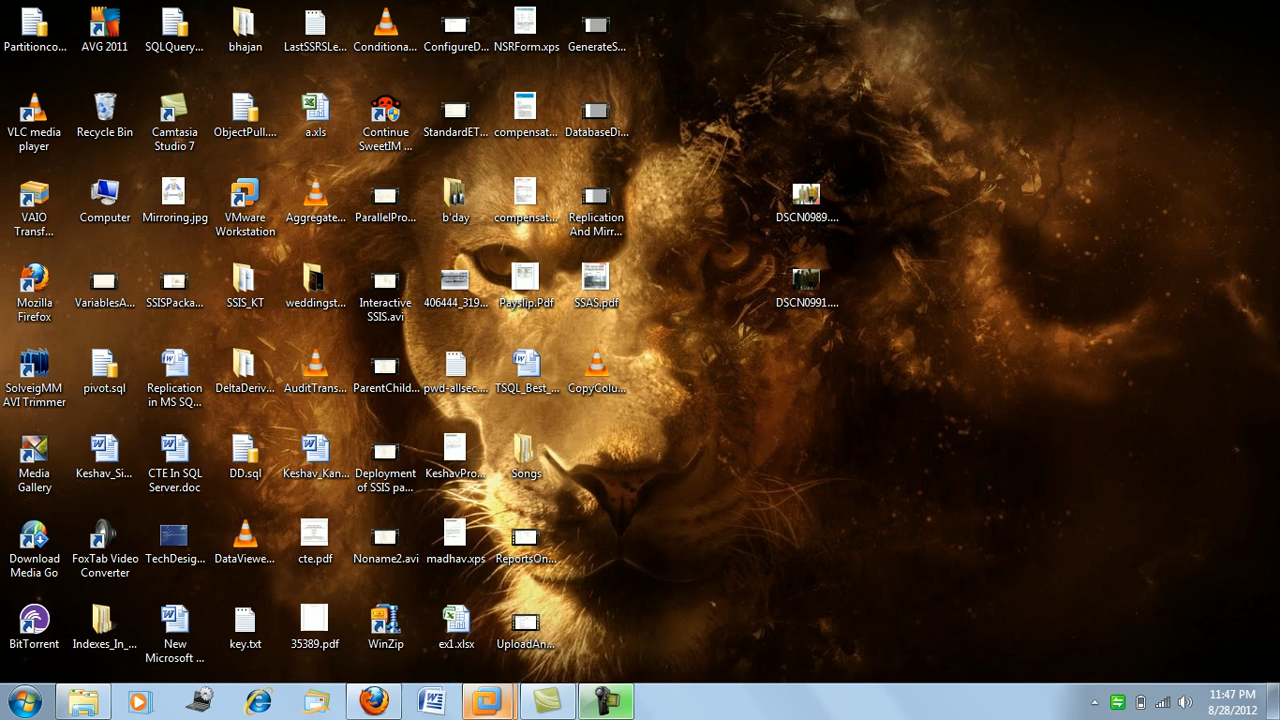 Partitionco...
AVG 2011
SQLQuery...
bhajan
LastSSRSLe...
Conditiona...
ConfigureD...
NSRForm.xps
GenerateS...
VLC media
player
Recycle Bin
Camtasia
Studio 7
ObjectPull....
a.xls
Continue
SweetIM ...
StandardET...
compensat...
DatabaseDi...
VAIO
Transf...
Computer
Mirroring.jpg
VMware
Workstation
Aggregate...
ParallelPro...
b'day
compensat...
Replication
And Mirr...
DSCN0989....
Mozilla
Firefox
VariablesA...
SSISPacka...
SSIS_KT
weddingst...
Interactive
SSIS.avi
406444_319...
Payslip.Pdf
SSAS.pdf
DSCN0991....
SolveigMM
AVI Trimmer
pivot.sql
Replication
in MS SQ...
DeltaDeriv...
AuditTrans...
ParentChild...
pwd-allsec....
TSQL_Best_...
CopyColu...
Media
Gallery
Keshav_Si...
CTE In SQL
Server.doc
DD.sql
Keshav_Kan...
Deployment
of SSIS pa...
KeshavPro...
Songs
Download
Media Go
FoxTab Video
Converter
TechDesig...
DataViewe...
cte.pdf
Noname2.avi
madhav.xps
ReportsOn...
BitTorrent
Indexes_In_...
New
Microsoft ...
key.txt
35389.pdf
WinZip
ex1.xlsx
UploadAn...
11:47 PM
8/28/2012